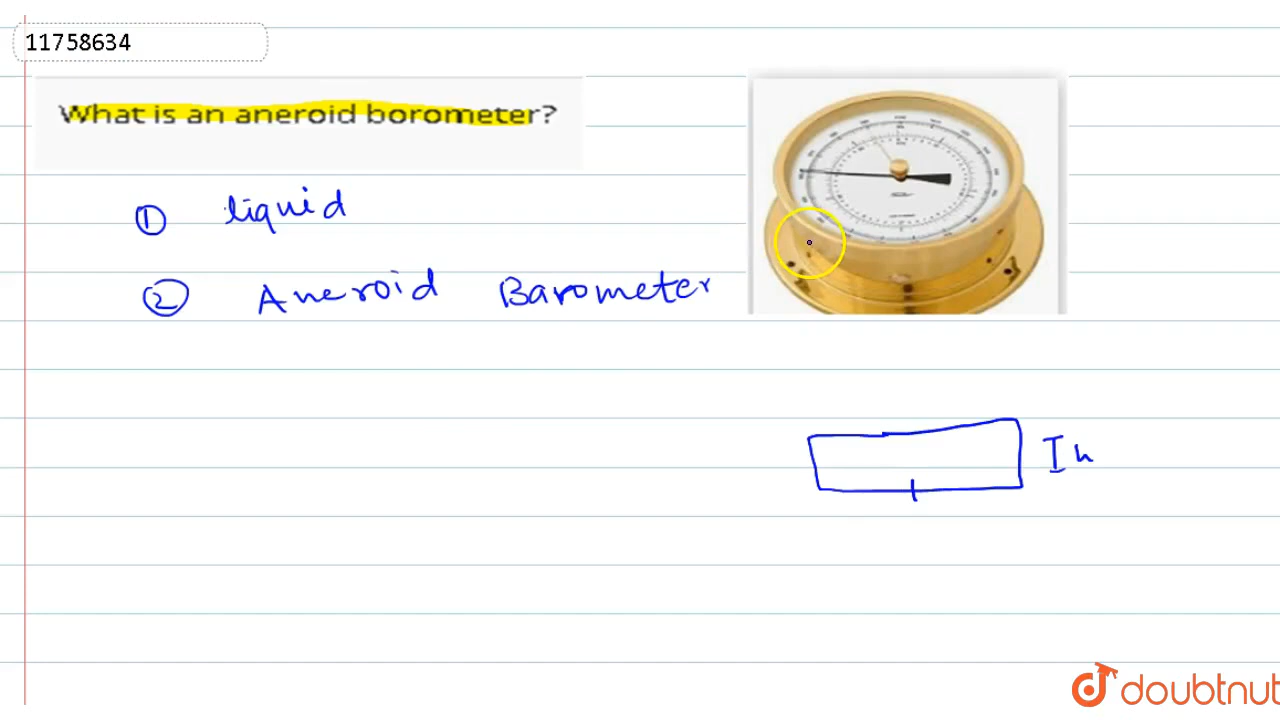 11758634
What is an aneroid borometer?
① liquid
② Aneroid Barometer
In
doubtnut